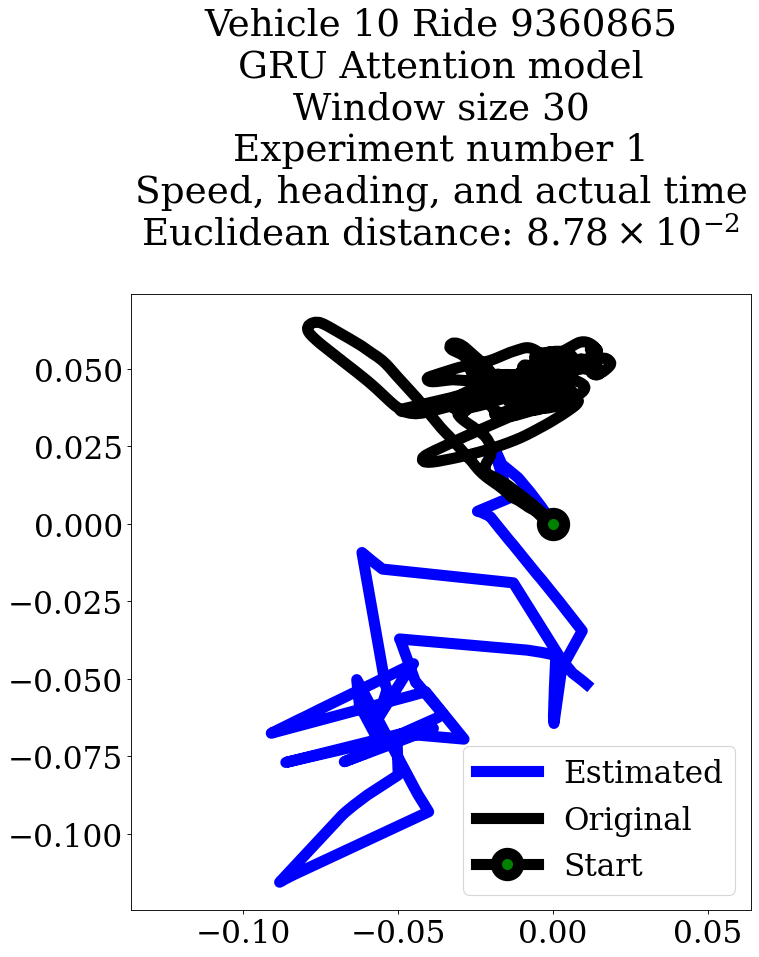 Vehicle 10 Ride 9360865
GRU Attention model
Window size 30
Experiment number 1
Speed, heading, and actual time
Euclidean distance: 8.78 × 10⁻²
0.050
0.025
0.000
−0.025
−0.050
−0.075
−0.100
Estimated
Original
Start
−0.10
−0.05
0.00
0.05